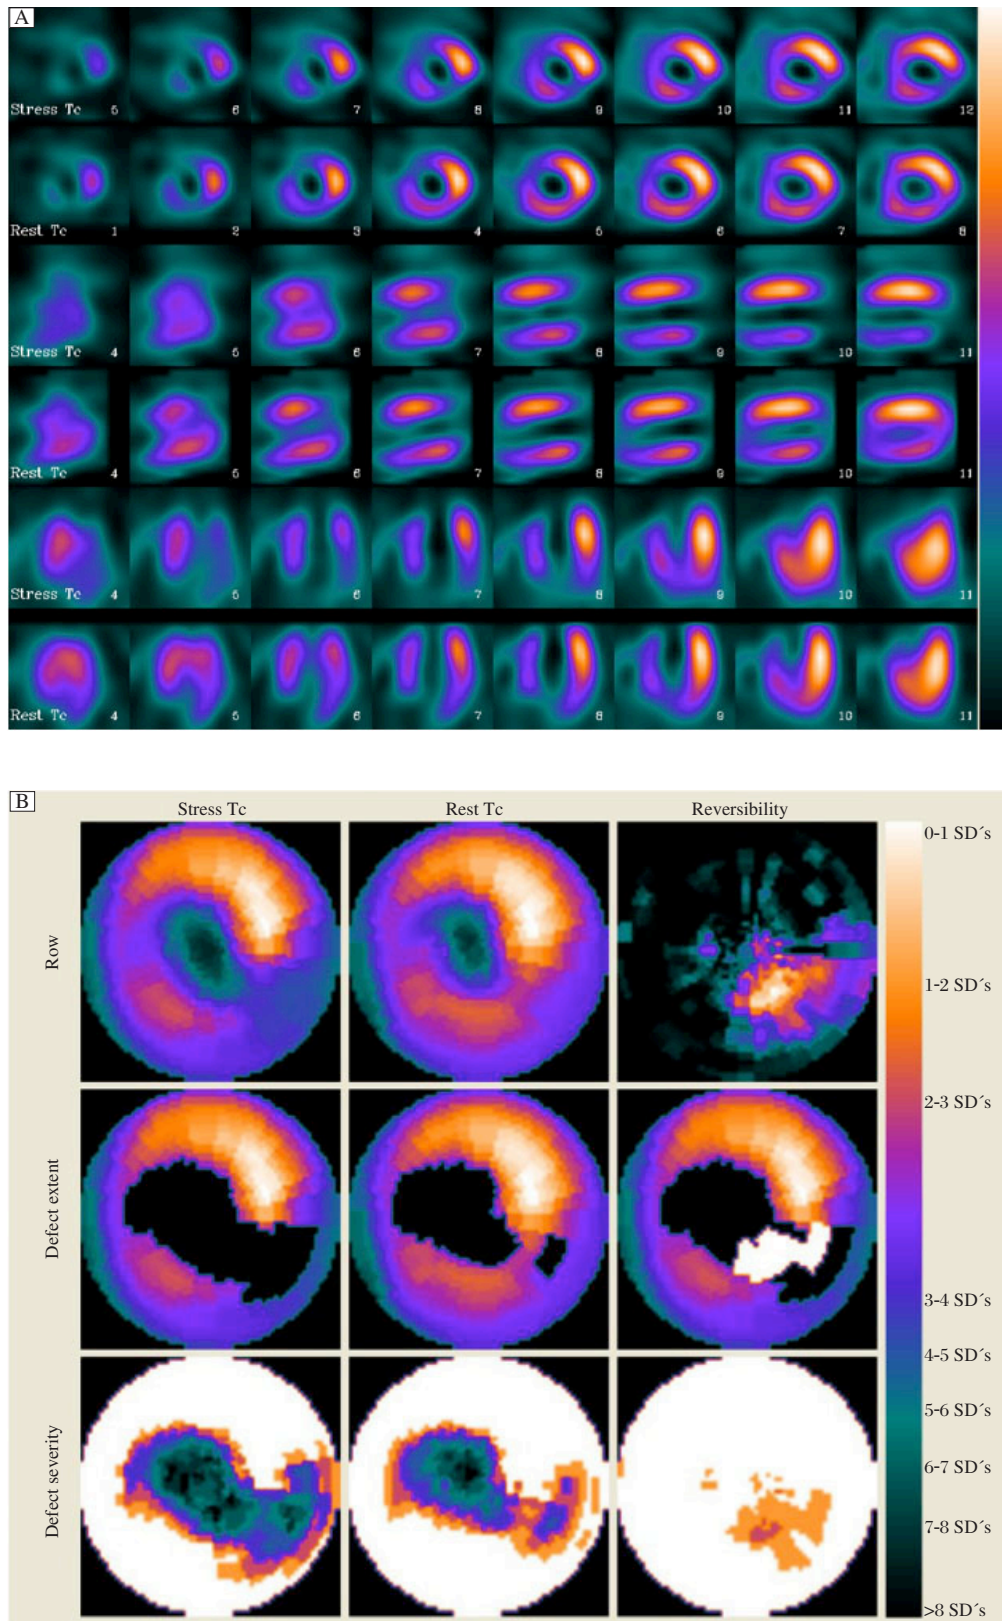 A
Stress Tc 5 6 7 8 9 10 11 12
Rest Tc 1 2 3 4 5 6 7 8
Stress Tc 4 5 6 7 8 9 10 11
Rest Tc 4 5 6 7 8 9 10 11
Stress Tc 4 5 6 7 8 9 10 11
Rest Tc 4 5 6 7 8 9 10 11
B
Stress Tc Rest Tc Reversibility
Row
Defect extent
Defect severity
0-1 SD´s
1-2 SD´s
2-3 SD´s
3-4 SD´s
4-5 SD´s
5-6 SD´s
6-7 SD´s
7-8 SD´s
>8 SD´s